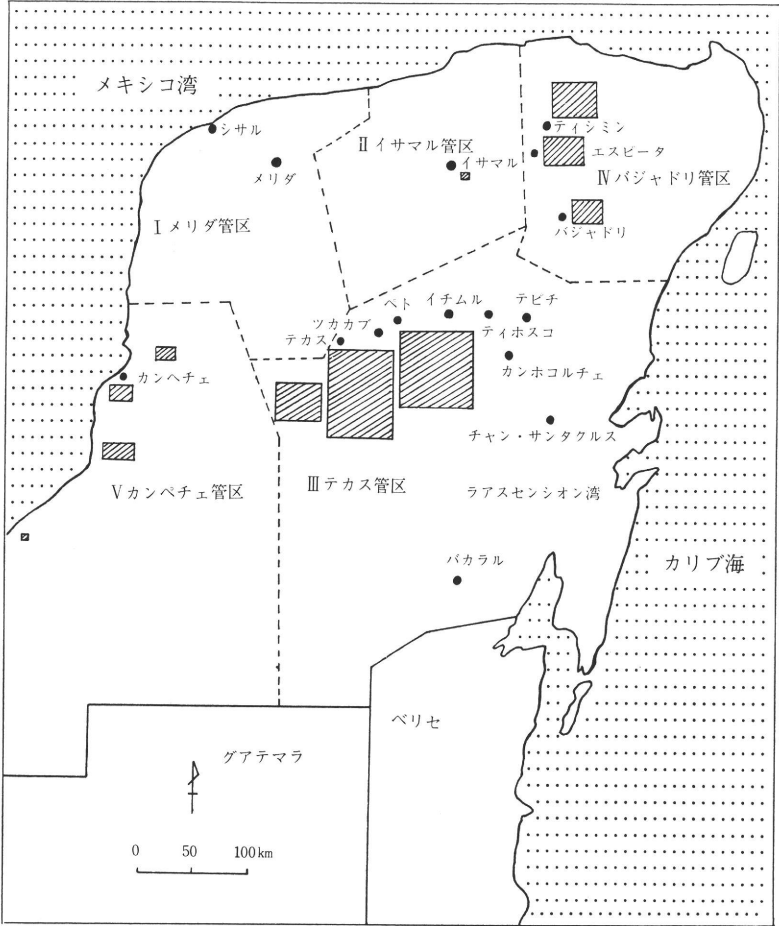 メキシコ湾
シサル
メリダ
Ⅰメリダ管区
Ⅱイサマル管区
イサマル
ティシミン
エスピータ
Ⅳバジャドリ管区
バジャドリ
ペト
イチムル
テピチ
ツカカブ
テカス
ティホスコ
カンホコルチェ
カンペチェ
チャン・サンタクルス
Ⅴカンペチェ管区
Ⅲテカス管区
ラアスセンシオン湾
バカラル
カリブ海
ベリセ
グアテマラ
0 50 100km